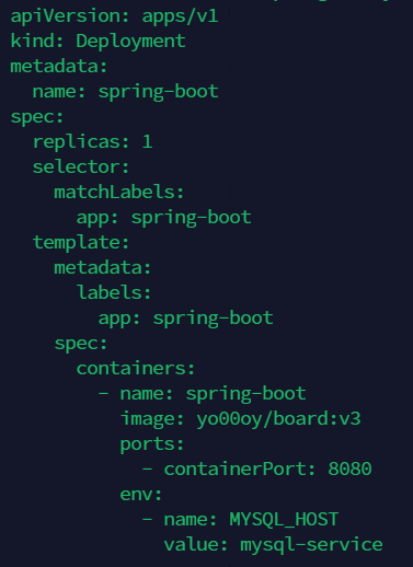 apiVersion: apps/v1
kind: Deployment
metadata:
  name: spring-boot
spec:
  replicas: 1
  selector:
    matchLabels:
      app: spring-boot
  template:
    metadata:
      labels:
        app: spring-boot
    spec:
      containers:
        - name: spring-boot
          image: yo00oy/board:v3
          ports:
            - containerPort: 8080
          env:
            - name: MYSQL_HOST
              value: mysql-service